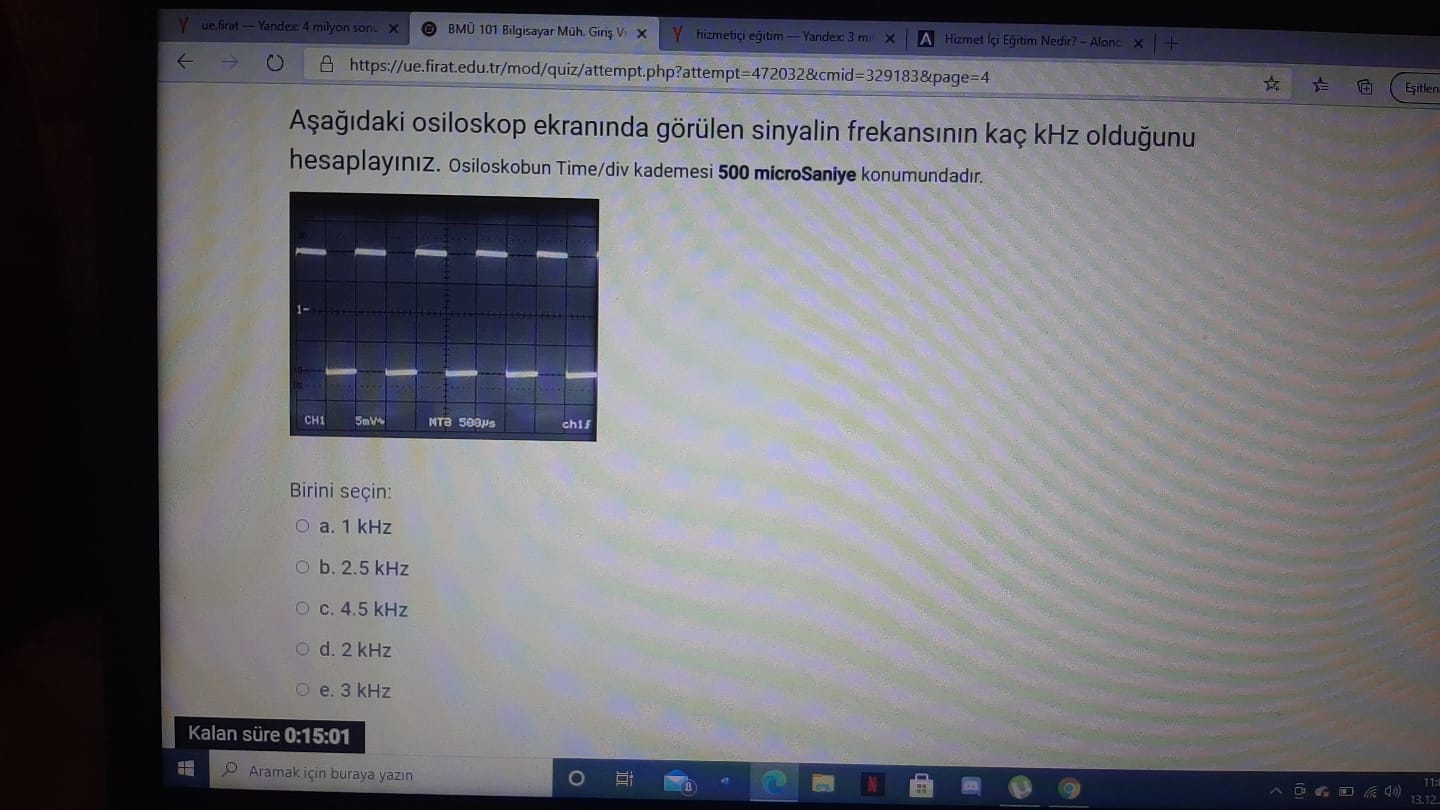 ue.firat — Yandex: 4 milyon sonu
BMÜ 101 Bilgisayar Müh. Giriş Vi
hizmetiçi eğitim — Yandex: 3 mil
Hizmet İçi Eğitim Nedir? – Alonc
https://ue.firat.edu.tr/mod/quiz/attempt.php?attempt=472032&cmid=329183&page=4
Eşitlen
Aşağıdaki osiloskop ekranında görülen sinyalin frekansının kaç kHz olduğunu
hesaplayınız. Osiloskobun Time/div kademesi 500 microSaniye konumundadır.
1-
CH1 5mV~ MTB 500µs ch1
Birini seçin:
a. 1 kHz
b. 2.5 kHz
c. 4.5 kHz
d. 2 kHz
e. 3 kHz
Kalan süre 0:15:01
Aramak için buraya yazın
8
N
11:
13.12